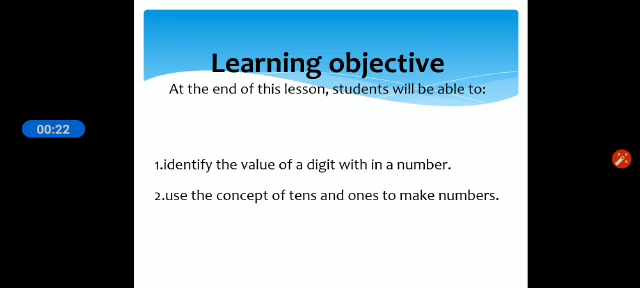 Learning objective
At the end of this lesson, students will be able to:
00:22
1.identify the value of a digit with in a number.
2.use the concept of tens and ones to make numbers.